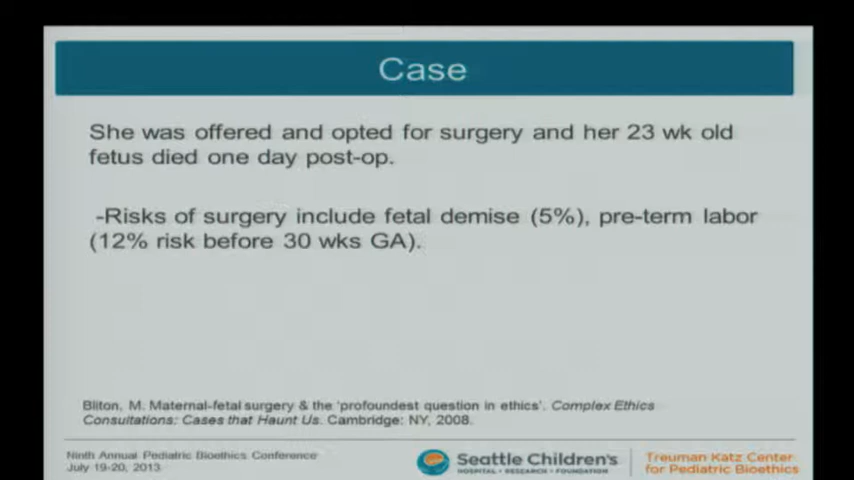 Case
She was offered and opted for surgery and her 23 wk old
fetus died one day post-op.
-Risks of surgery include fetal demise (5%), pre-term labor
(12% risk before 30 wks GA).
Bliton, M. Maternal-fetal surgery & the 'profoundest question in ethics'. Complex Ethics
Consultations: Cases that Haunt Us. Cambridge: NY, 2008.
Ninth Annual Pediatric Bioethics Conference
July 19-20, 2013
Seattle Children's
HOSPITAL • RESEARCH • FOUNDATION
Treuman Katz Center
for Pediatric Bioethics